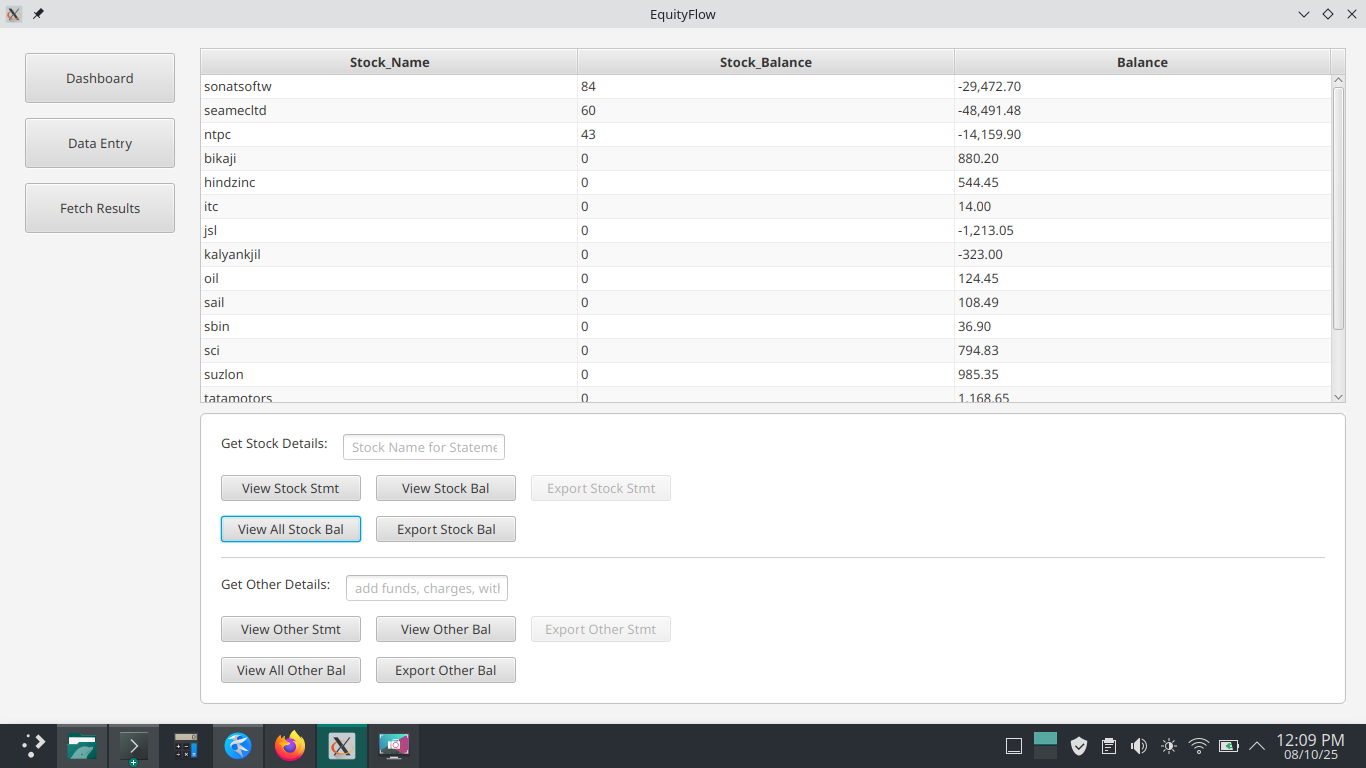 EquityFlow
Dashboard
Data Entry
Fetch Results
Stock_Name Stock_Balance Balance
sonatsoftw 84 -29,472.70
seamecltd 60 -48,491.48
ntpc 43 -14,159.90
bikaji 0 880.20
hindzinc 0 544.45
itc 0 14.00
jsl 0 -1,213.05
kalyankjil 0 -323.00
oil 0 124.45
sail 0 108.49
sbin 0 36.90
sci 0 794.83
suzlon 0 985.35
tatamotors 0 1,168.65
Get Stock Details: Stock Name for Stateme
View Stock Stmt View Stock Bal Export Stock Stmt
View All Stock Bal Export Stock Bal
Get Other Details: add funds, charges, with
View Other Stmt View Other Bal Export Other Stmt
View All Other Bal Export Other Bal
12:09 PM
08/10/25